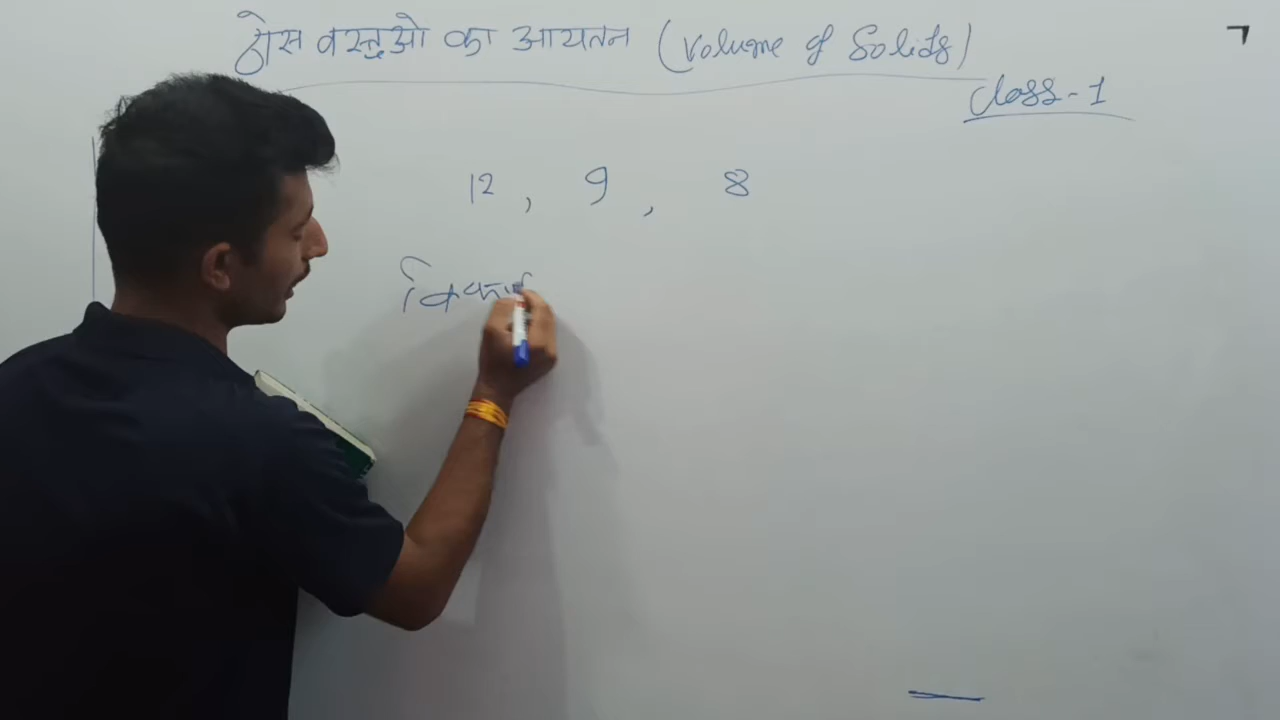 ठोस वस्तुओ का आयतन (Volume of Solids)
Class-1
12, 9, 8